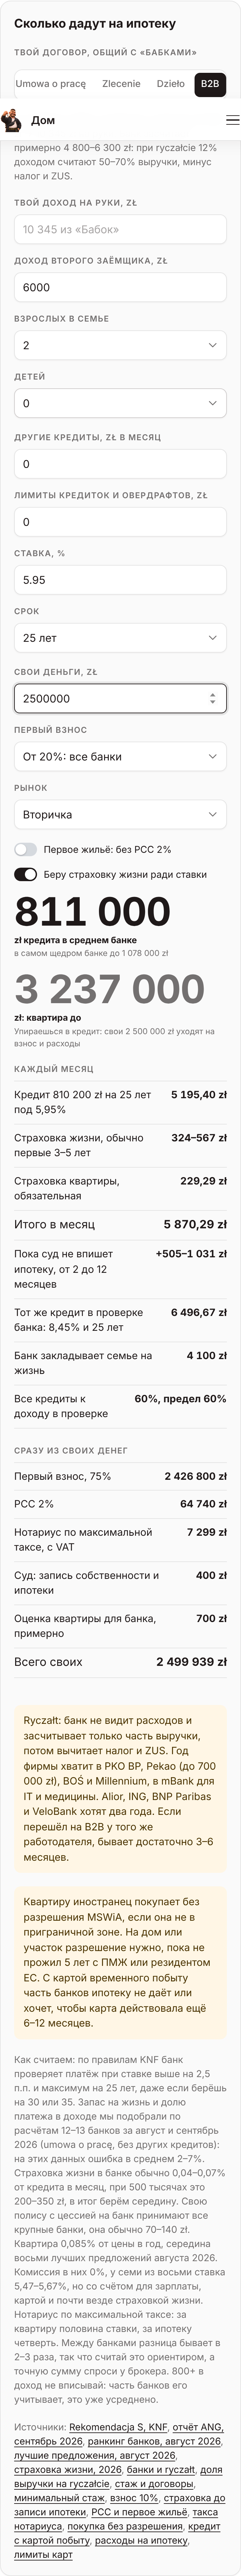 Сколько дадут на ипотеку
ТВОЙ ДОГОВОР, ОБЩИЙ С «БАБКАМИ»
Umowa o pracę Zlecenie Dzieło B2B
Дом
примерно 4 800–6 300 zł: при ryczałcie 12%
доходом считают 50–70% выручки, минус
налог и ZUS.
ТВОЙ ДОХОД НА РУКИ, ZŁ
10 345 из «Бабок»
ДОХОД ВТОРОГО ЗАЁМЩИКА, ZŁ
6000
ВЗРОСЛЫХ В СЕМЬЕ
2
ДЕТЕЙ
0
ДРУГИЕ КРЕДИТЫ, ZŁ В МЕСЯЦ
0
ЛИМИТЫ КРЕДИТОК И ОВЕРДРАФТОВ, ZŁ
0
СТАВКА, %
5.95
СРОК
25 лет
СВОИ ДЕНЬГИ, ZŁ
2500000
ПЕРВЫЙ ВЗНОС
От 20%: все банки
РЫНОК
Вторичка
Первое жильё: без PCC 2%
Беру страховку жизни ради ставки
811 000
zł кредита в среднем банке
в самом щедром банке до 1 078 000 zł
3 237 000
zł: квартира до
Упираешься в кредит: свои 2 500 000 zł уходят на
взнос и расходы
КАЖДЫЙ МЕСЯЦ
Кредит 810 200 zł на 25 лет
под 5,95%
5 195,40 zł
Страховка жизни, обычно
первые 3–5 лет
324–567 zł
Страховка квартиры,
обязательная
229,29 zł
Итого в месяц 5 870,29 zł
Пока суд не впишет
ипотеку, от 2 до 12
месяцев
+505–1 031 zł
Тот же кредит в проверке
банка: 8,45% и 25 лет
6 496,67 zł
Банк закладывает семье на
жизнь
4 100 zł
Все кредиты к
доходу в проверке
60%, предел 60%
СРАЗУ ИЗ СВОИХ ДЕНЕГ
Первый взнос, 75% 2 426 800 zł
PCC 2% 64 740 zł
Нотариус по максимальной
таксе, с VAT
7 299 zł
Суд: запись собственности и
ипотеки
400 zł
Оценка квартиры для банка,
примерно
700 zł
Всего своих 2 499 939 zł
Ryczałt: банк не видит расходов и
засчитывает только часть выручки,
потом вычитает налог и ZUS. Год
фирмы хватит в PKO BP, Pekao (до 700
000 zł), BOŚ и Millennium, в mBank для
IT и медицины. Alior, ING, BNP Paribas
и VeloBank хотят два года. Если
перешёл на B2B у того же
работодателя, бывает достаточно 3–6
месяцев.
Квартиру иностранец покупает без
разрешения MSWiA, если она не в
приграничной зоне. На дом или
участок разрешение нужно, пока не
прожил 5 лет с ПМЖ или резидентом
ЕС. С картой временного побыту
часть банков ипотеку не даёт или
хочет, чтобы карта действовала ещё
6–12 месяцев.
Как считаем: по правилам KNF банк
проверяет платёж при ставке выше на 2,5
п.п. и максимум на 25 лет, даже если берёшь
на 30 или 35. Запас на жизнь и долю
платежа в доходе мы подобрали по
расчётам 12–13 банков за август и сентябрь
2026 (umowa o pracę, без других кредитов):
на этих данных ошибка в среднем 2–7%.
Страховка жизни в банке обычно 0,04–0,07%
от кредита в месяц, при 500 тысячах это
200–350 zł, в итог берём середину. Свою
полису с цессией на банк принимают все
крупные банки, она обычно 70–140 zł.
Квартира 0,085% от цены в год, середина
восьми лучших предложений августа 2026.
Комиссия в них 0%, у семи из восьми ставка
5,47–5,67%, но со счётом для зарплаты,
картой и почти везде страховкой жизни.
Нотариус по максимальной таксе: за
квартиру половина ставки, за ипотеку
четверть. Между банками разница бывает в
2–3 раза, так что считай это ориентиром, а
точную сумму спроси у брокера. 800+ в
доход не вписывай: часть банков его
учитывает, это уже усреднено.
Источники: Rekomendacja S, KNF, отчёт ANG,
сентябрь 2026, ранкинг банков, август 2026,
лучшие предложения, август 2026,
страховка жизни, 2026, банки и ryczałt, доля
выручки на ryczałcie, стаж и договоры,
минимальный стаж, взнос 10%, страховка до
записи ипотеки, PCC и первое жильё, такса
нотариуса, покупка без разрешения, кредит
с картой побыту, расходы на ипотеку,
лимиты карт